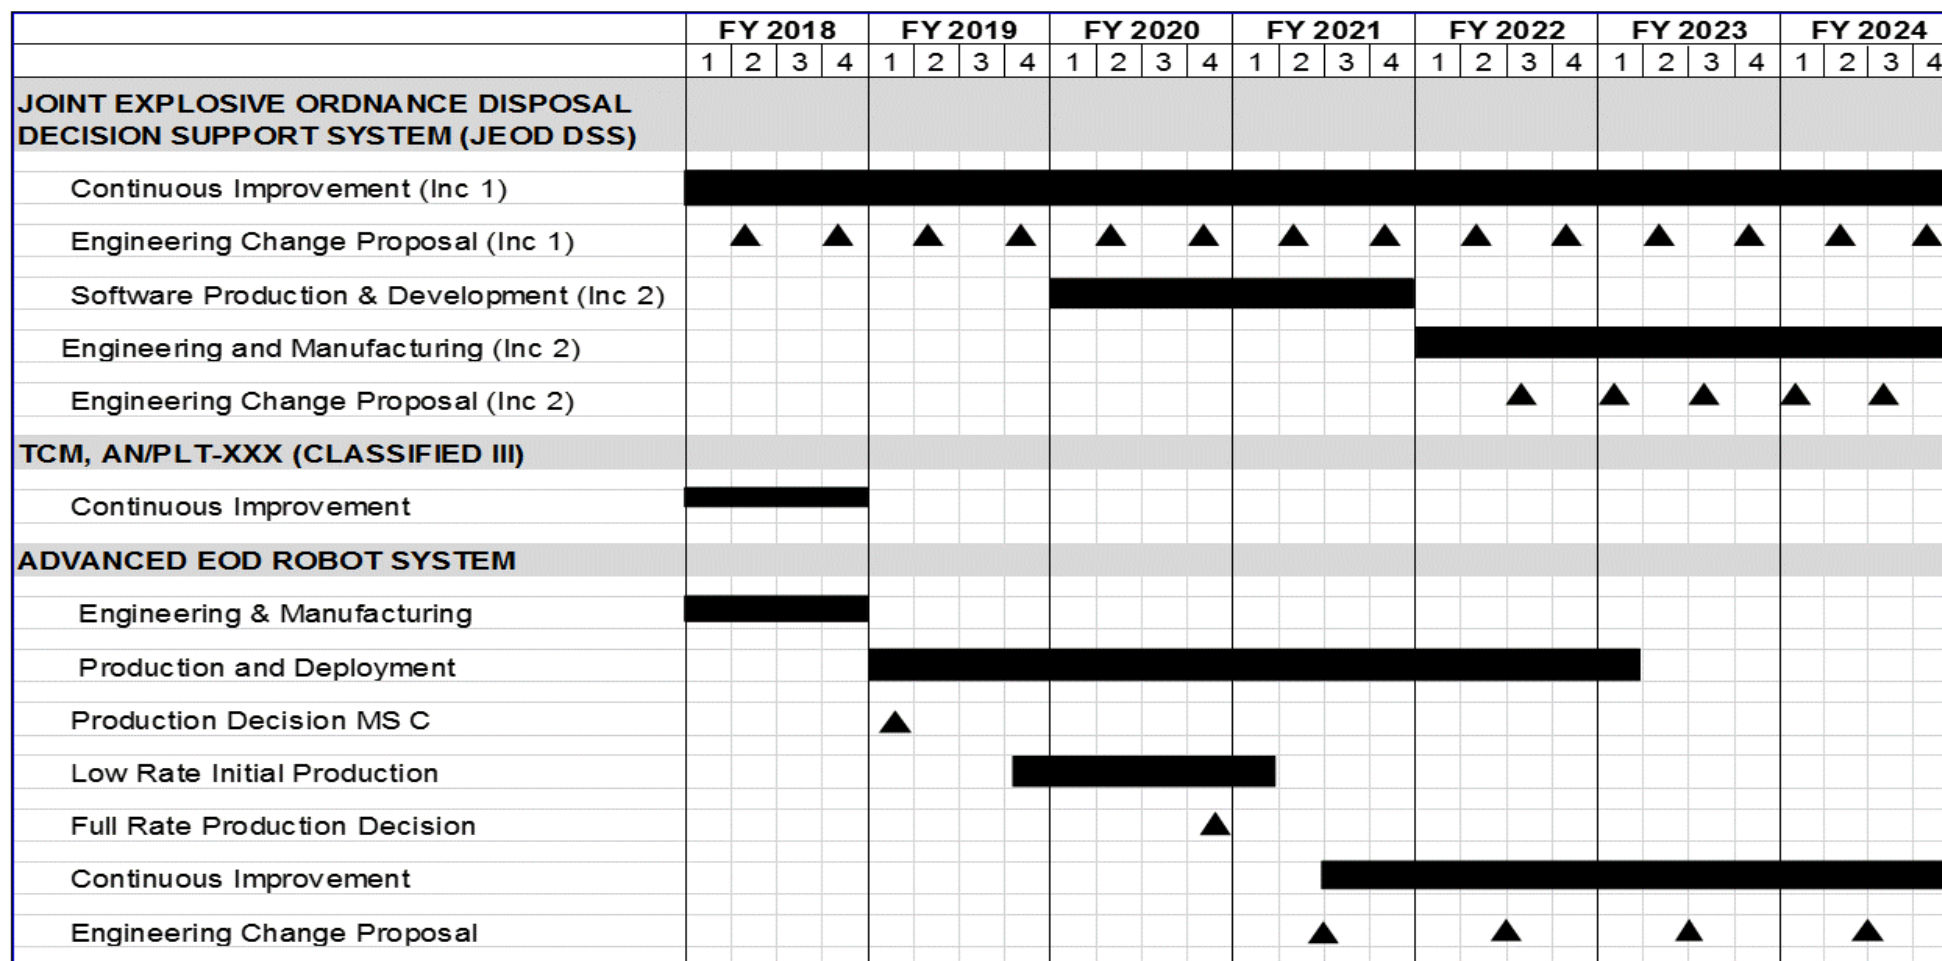 FY 2018 FY 2019 FY 2020 FY 2021 FY 2022 FY 2023 FY 2024
1 2 3 4 1 2 3 4 1 2 3 4 1 2 3 4 1 2 3 4 1 2 3 4 1 2 3 4
JOINT EXPLOSIVE ORDNANCE DISPOSAL
DECISION SUPPORT SYSTEM (JEOD DSS)
Continuous Improvement (Inc 1)
Engineering Change Proposal (Inc 1)
Software Production & Development (Inc 2)
Engineering and Manufacturing (Inc 2)
Engineering Change Proposal (Inc 2)
TCM, AN/PLT-XXX (CLASSIFIED III)
Continuous Improvement
ADVANCED EOD ROBOT SYSTEM
Engineering & Manufacturing
Production and Deployment
Production Decision MS C
Low Rate Initial Production
Full Rate Production Decision
Continuous Improvement
Engineering Change Proposal